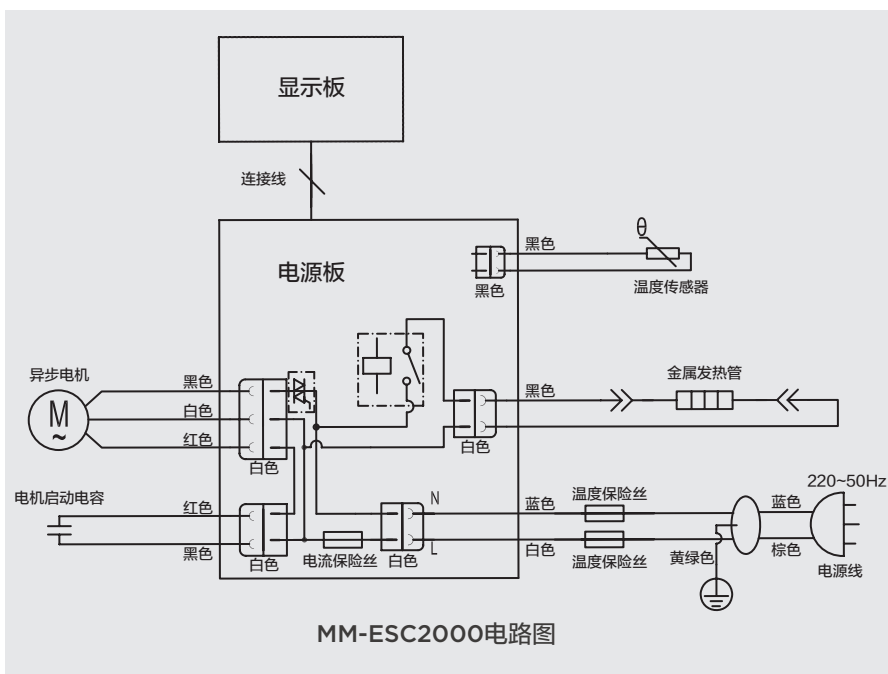 显示板
连接线
电源板
黑色
θ
温度传感器
黑色
异步电机
M
~
黑色
白色
红色
白色
金属发热管
黑色
白色
电机启动电容
红色
黑色
白色
电流保险丝
N
L
白色
蓝色
白色
温度保险丝
温度保险丝
220~50Hz
蓝色
棕色
黄绿色
电源线
MM-ESC2000电路图